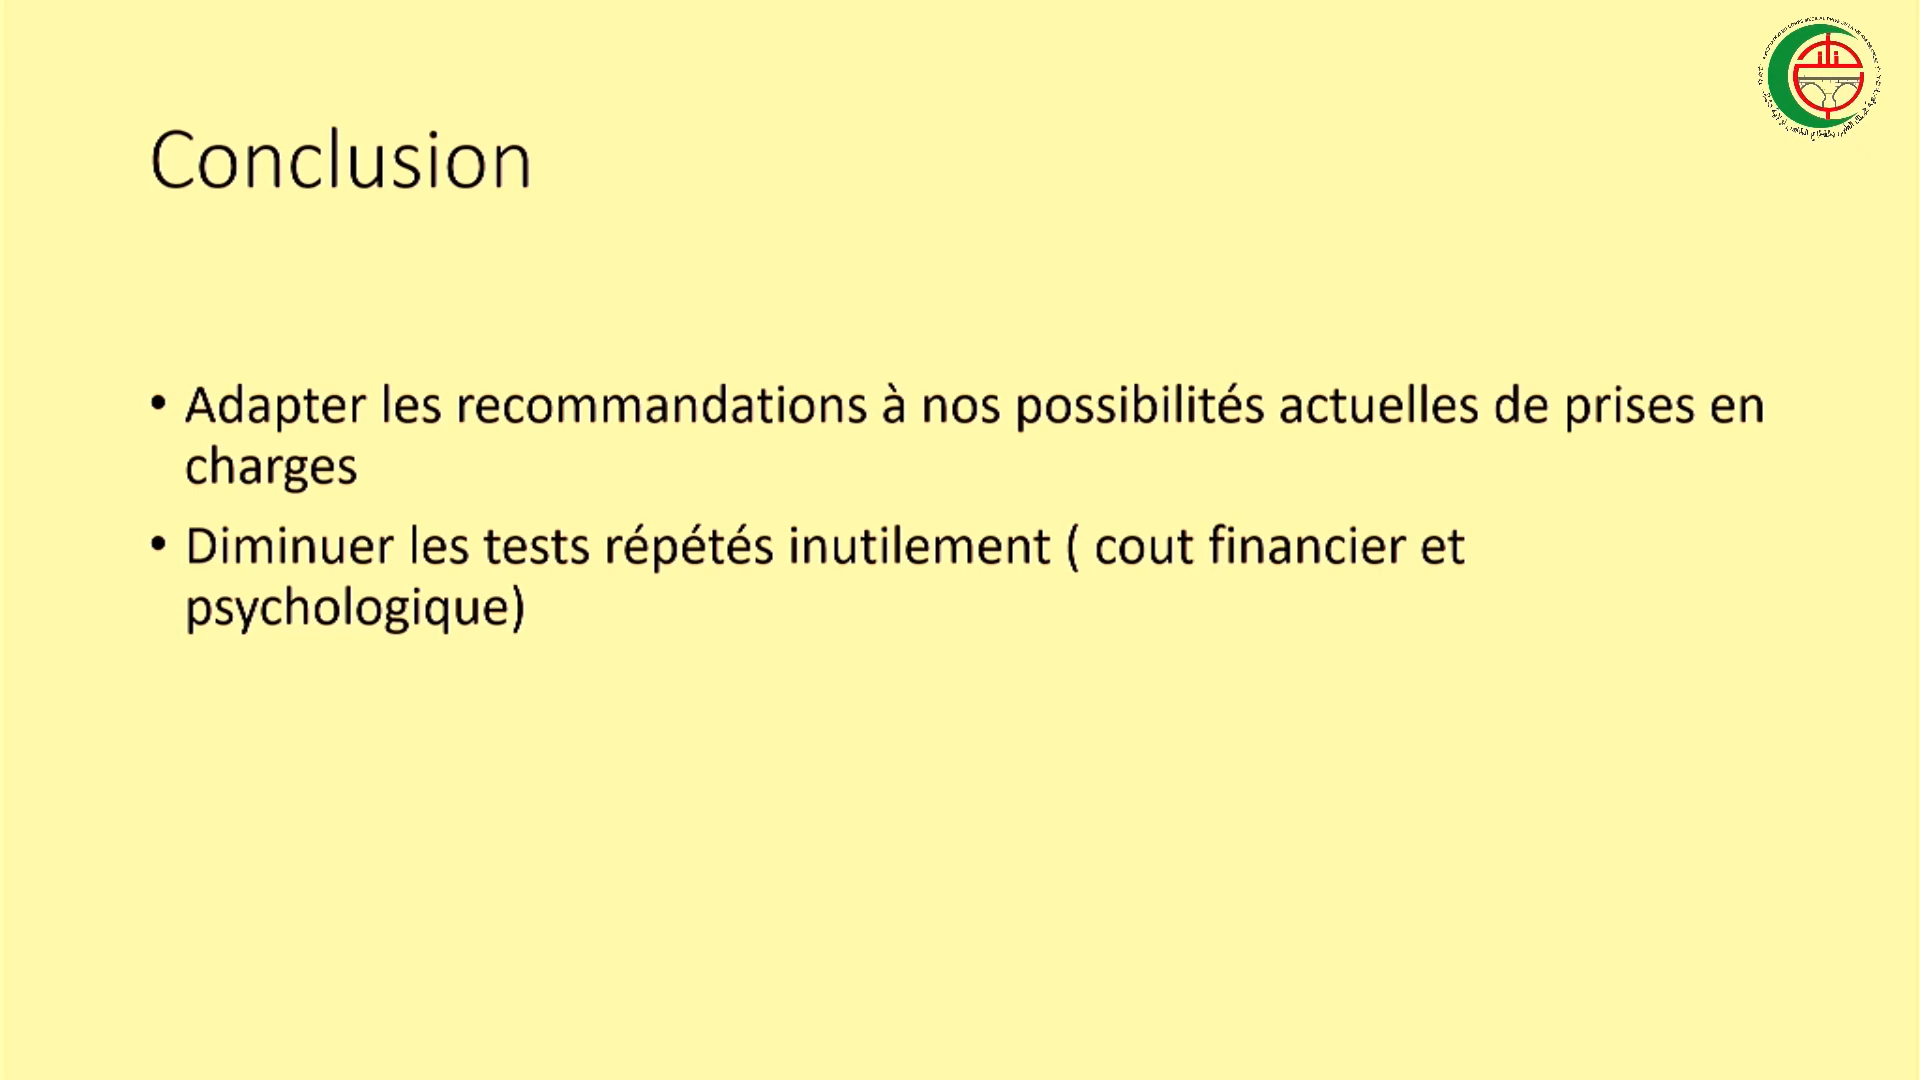 Conclusion
• Adapter les recommandations à nos possibilités actuelles de prises en
charges
• Diminuer les tests répétés inutilement ( cout financier et
psychologique)